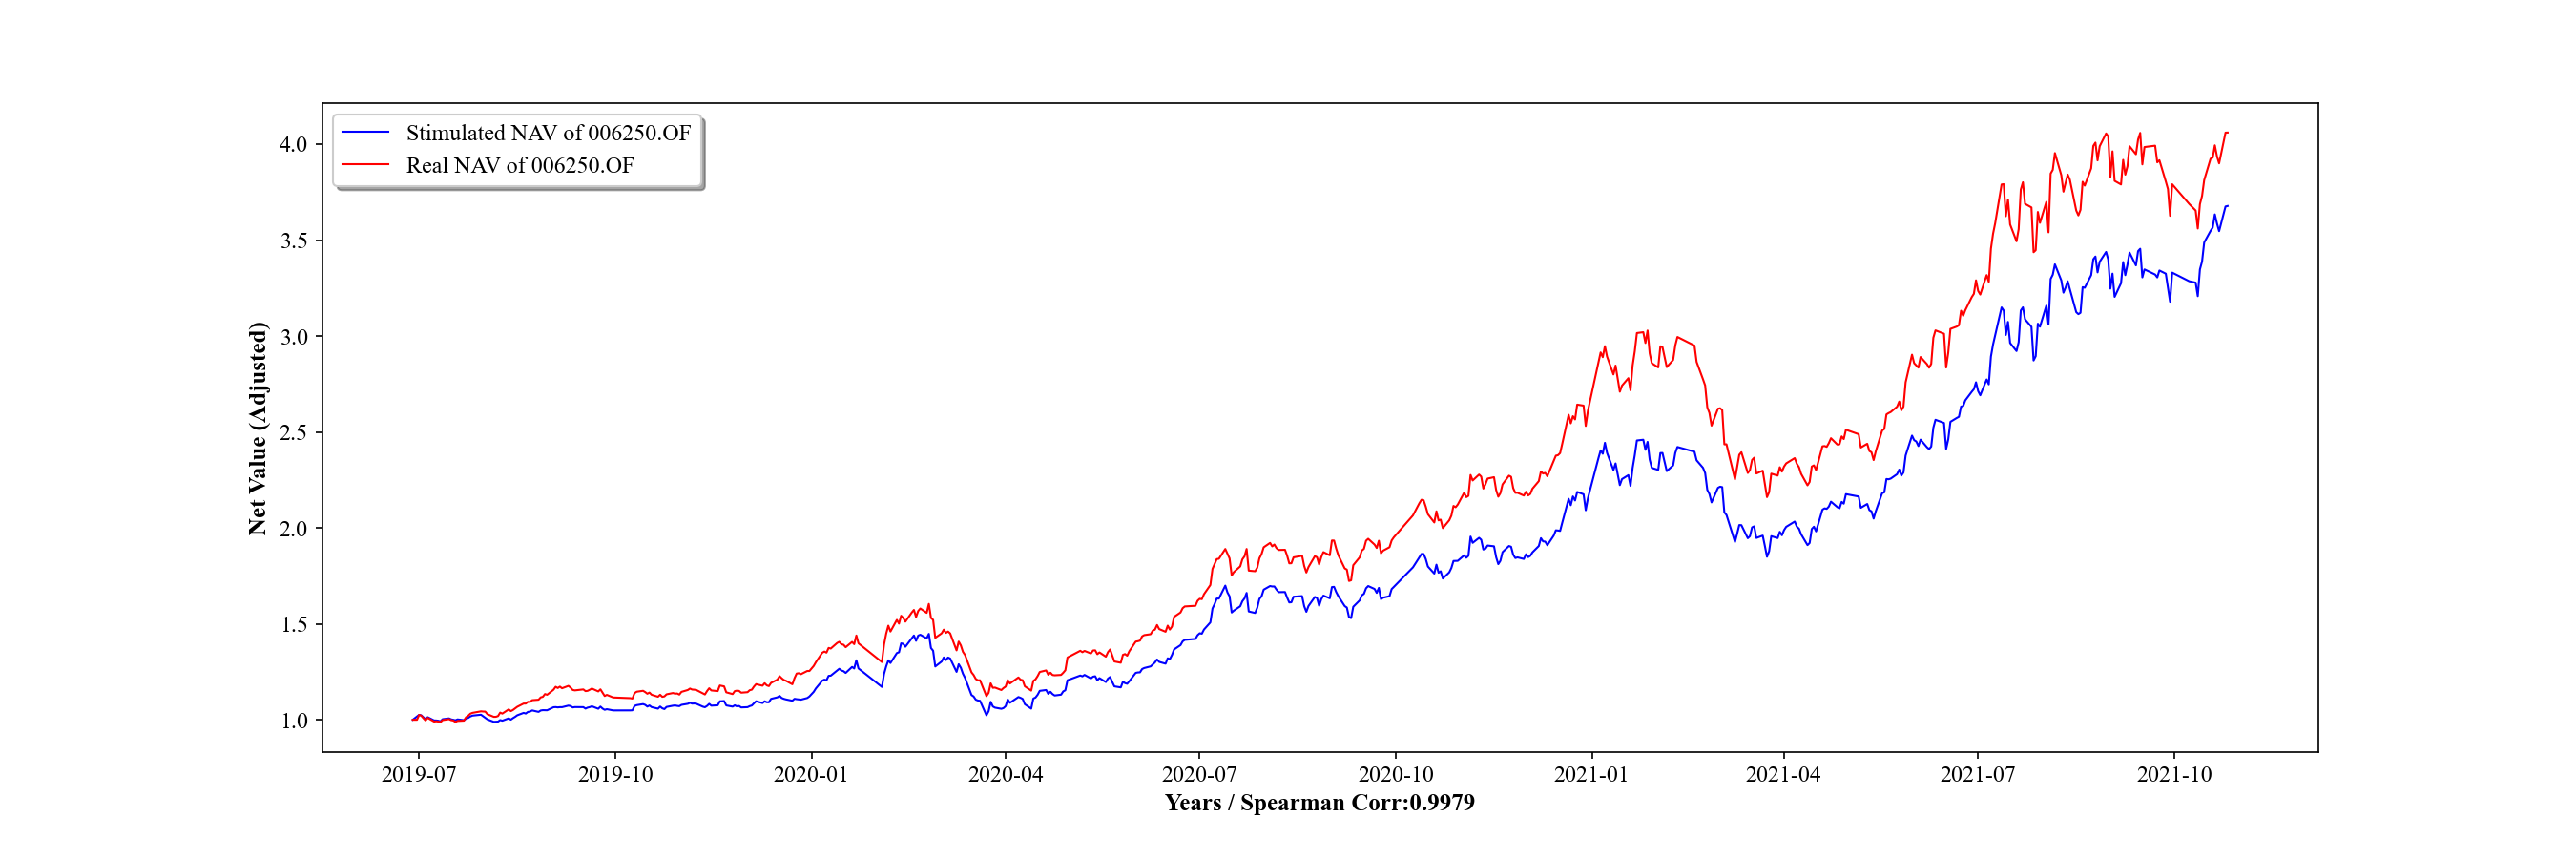 Stimulated NAV of 006250.OF
Real NAV of 006250.OF
Net Value (Adjusted)
4.0
3.5
3.0
2.5
2.0
1.5
1.0
2019-07 2019-10 2020-01 2020-04 2020-07 2020-10 2021-01 2021-04 2021-07 2021-10
Years / Spearman Corr:0.9979